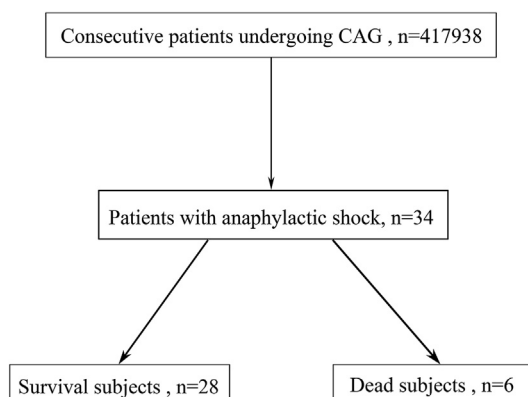 Consecutive patients undergoing CAG , n=417938
Patients with anaphylactic shock, n=34
Survival subjects , n=28
Dead subjects , n=6